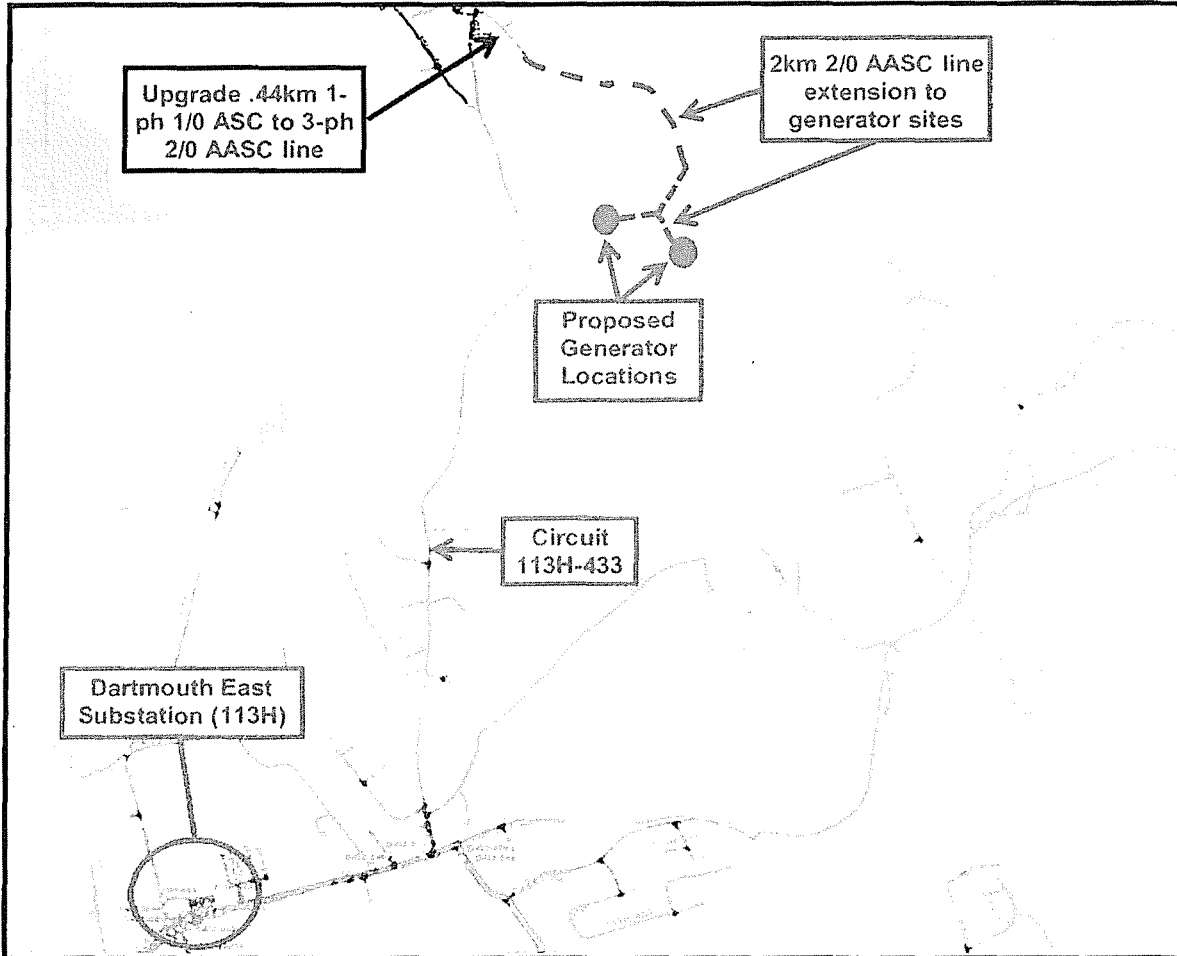 Upgrade .44km 1-
ph 1/0 ASC to 3-ph
2/0 AASC line
2km 2/0 AASC line
extension to
generator sites
Proposed
Generator
Locations
Circuit
113H-433
Dartmouth East
Substation (113H)